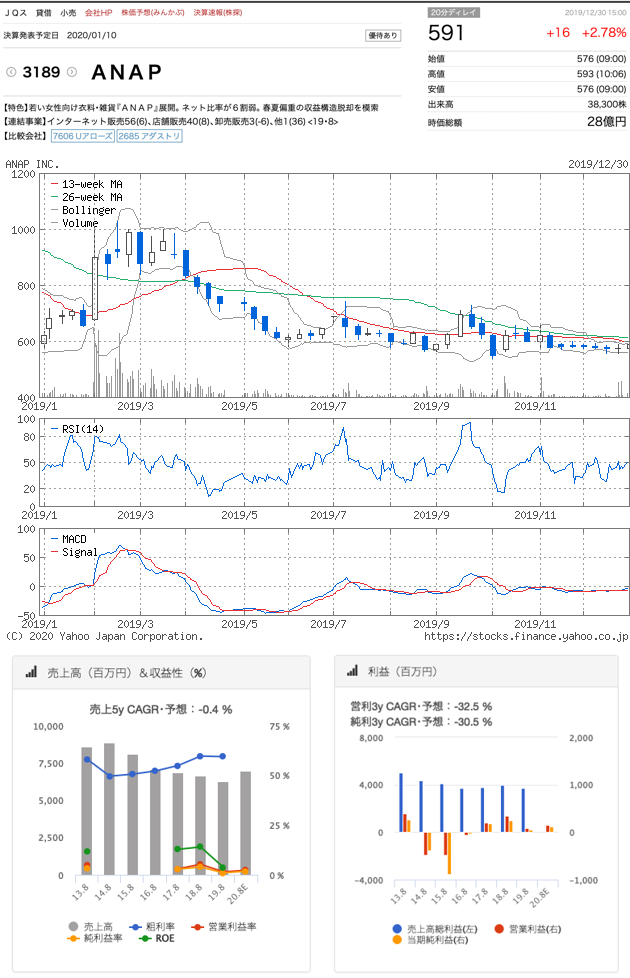 JQス 貸借 小売 会社HP 株価予想(みんかぶ) 決算速報(株探)
決算発表予定日 2020/01/10 優待あり
3189 ANAP
20分ディレイ 2019/12/30 15:00
591 +16 +2.78%
始値 576 (09:00)
高値 593 (10:06)
安値 576 (09:00)
出来高 38,300株
時価総額 28億円
【特色】若い女性向け衣料・雑貨『ANAP』展開。ネット比率が6割弱。春夏偏重の収益構造脱却を模索
【連結事業】インターネット販売56(6)、店舗販売40(8)、卸売販売3(-6)、他1(36) <19・8>
【比較会社】 7606 Uアローズ 2685 アダストリ
ANAP INC. 2019/12/30
13-week MA
26-week MA
Bollinger
Volume
1200
1000
800
600
400
2019/1 2019/3 2019/5 2019/7 2019/9 2019/11
RSI(14)
100
80
50
20
0
2019/1 2019/3 2019/5 2019/7 2019/9 2019/11
MACD
Signal
100
50
0
-50
2019/1 2019/3 2019/5 2019/7 2019/9 2019/11
(C) 2020 Yahoo Japan Corporation. https://stocks.finance.yahoo.co.jp
売上高（百万円）＆収益性（%）
売上5y CAGR・予想：-0.4 %
10,000
7,500
5,000
2,500
0
75 %
50 %
25 %
0 %
13.8 14.8 15.8 16.8 17.8 18.8 19.8 20.8E
売上高 粗利率 営業利益率
純利益率 ROE
利益（百万円）
営利3y CAGR・予想：-32.5 %
純利3y CAGR・予想：-30.5 %
8,000
4,000
0
-4,000
2,000
1,000
0
-1,000
13.8 14.8 15.8 16.8 17.8 18.8 19.8 20.8E
売上高総利益(左) 営業利益(右)
当期純利益(右)